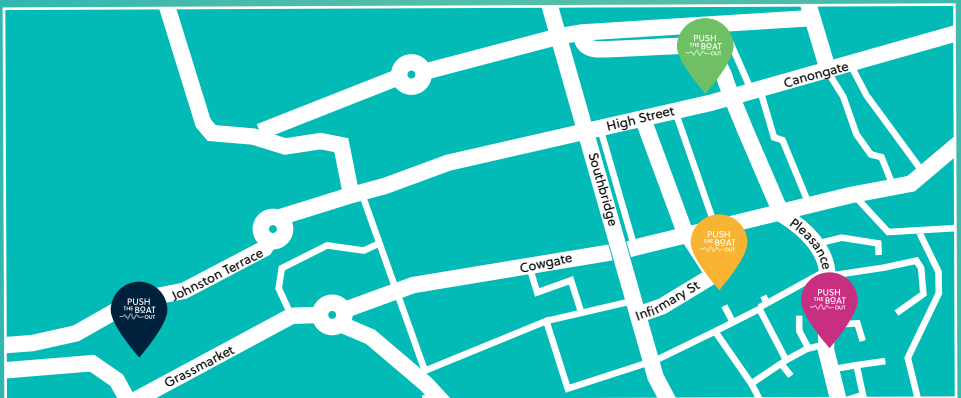 PUSH
THE BOAT
OUT
Canongate
High Street
Southbridge
PUSH
THE BOAT
OUT
Pleasance
Johnston Terrace
Cowgate
PUSH
THE BOAT
OUT
Infirmary St
PUSH
THE BOAT
OUT
Grassmarket